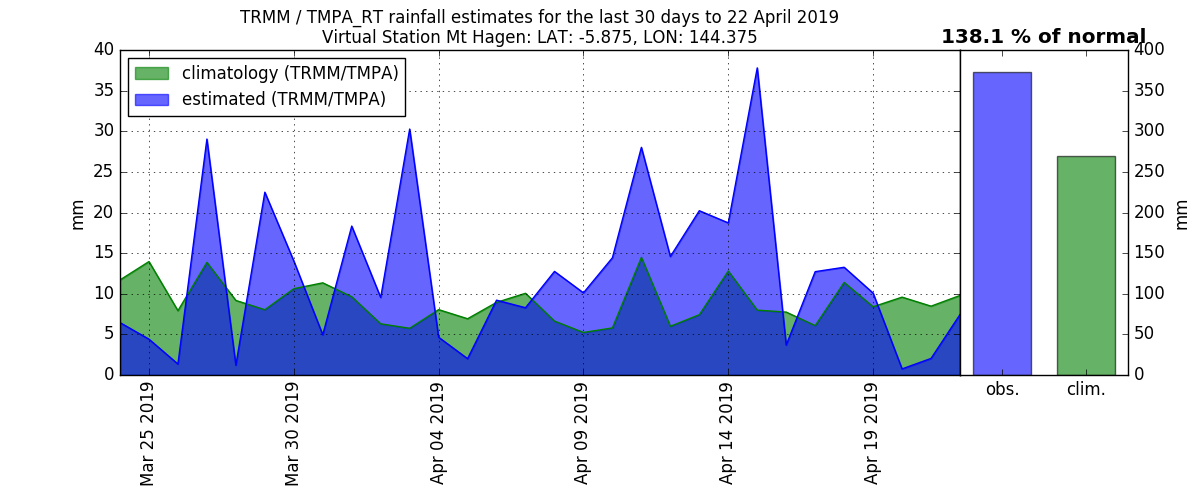 TRMM / TMPA_RT rainfall estimates for the last 30 days to 22 April 2019
Virtual Station Mt Hagen: LAT: -5.875, LON: 144.375
138.1 % of normal
climatology (TRMM/TMPA)
estimated (TRMM/TMPA)
40
35
30
25
20
15
10
5
0
mm
Mar 25 2019
Mar 30 2019
Apr 04 2019
Apr 09 2019
Apr 14 2019
Apr 19 2019
obs.
clim.
400
350
300
250
200
150
100
50
0
mm